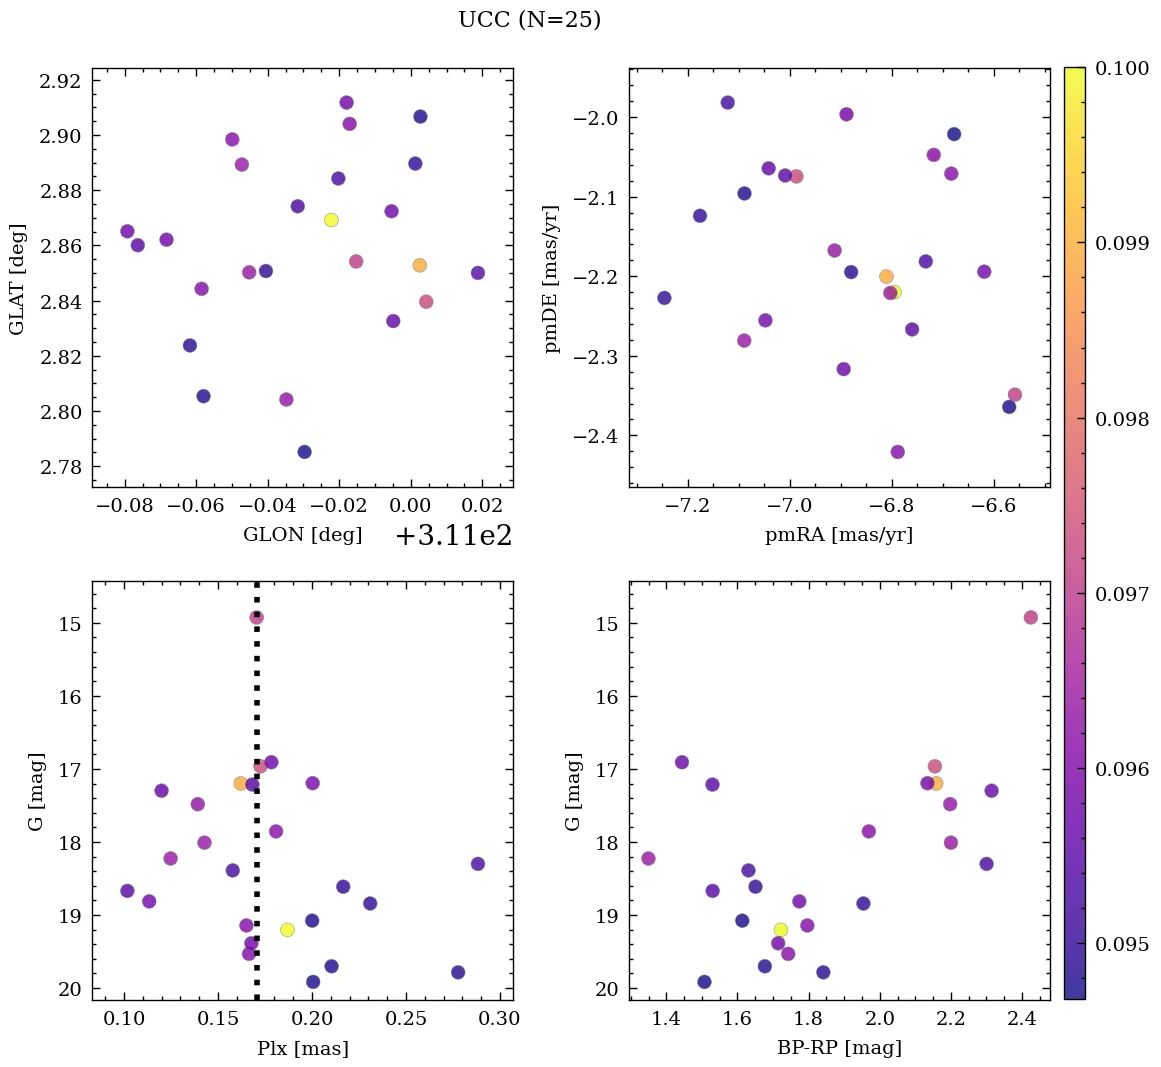 UCC (N=25)
2.92
2.90
2.88
2.86
2.84
2.82
2.80
2.78
GLAT [deg]
−0.08 −0.06 −0.04 −0.02 0.00 0.02
GLON [deg]
+3.11e2
−2.0
−2.1
−2.2
−2.3
−2.4
pmDE [mas/yr]
−7.2 −7.0 −6.8 −6.6
pmRA [mas/yr]
0.100
0.099
0.098
0.097
0.096
0.095
15
16
17
18
19
20
G [mag]
0.10 0.15 0.20 0.25 0.30
Plx [mas]
15
16
17
18
19
20
G [mag]
1.4 1.6 1.8 2.0 2.2 2.4
BP-RP [mag]